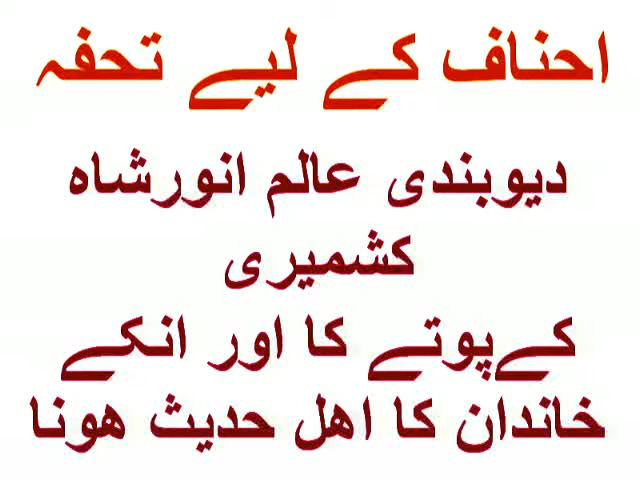 احناف کے لیے تحفہ
دیوبندی عالم انورشاہ
کشمیری
کےپوتے کا اور انکے
خاندان کا اھل حدیث ھونا